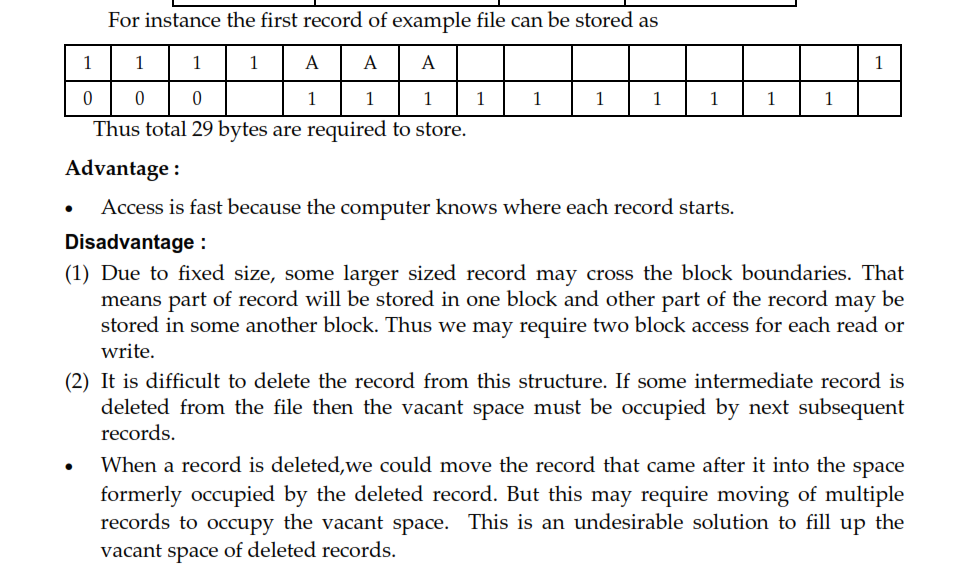 For instance the first record of example file can be stored as
1 1 1 1 A A A 1
0 0 0 1 1 1 1 1 1 1 1 1 1
Thus total 29 bytes are required to store.
Advantage :
• Access is fast because the computer knows where each record starts.
Disadvantage :
(1) Due to fixed size, some larger sized record may cross the block boundaries. That
means part of record will be stored in one block and other part of the record may be
stored in some another block. Thus we may require two block access for each read or
write.
(2) It is difficult to delete the record from this structure. If some intermediate record is
deleted from the file then the vacant space must be occupied by next subsequent
records.
• When a record is deleted,we could move the record that came after it into the space
formerly occupied by the deleted record. But this may require moving of multiple
records to occupy the vacant space. This is an undesirable solution to fill up the
vacant space of deleted records.